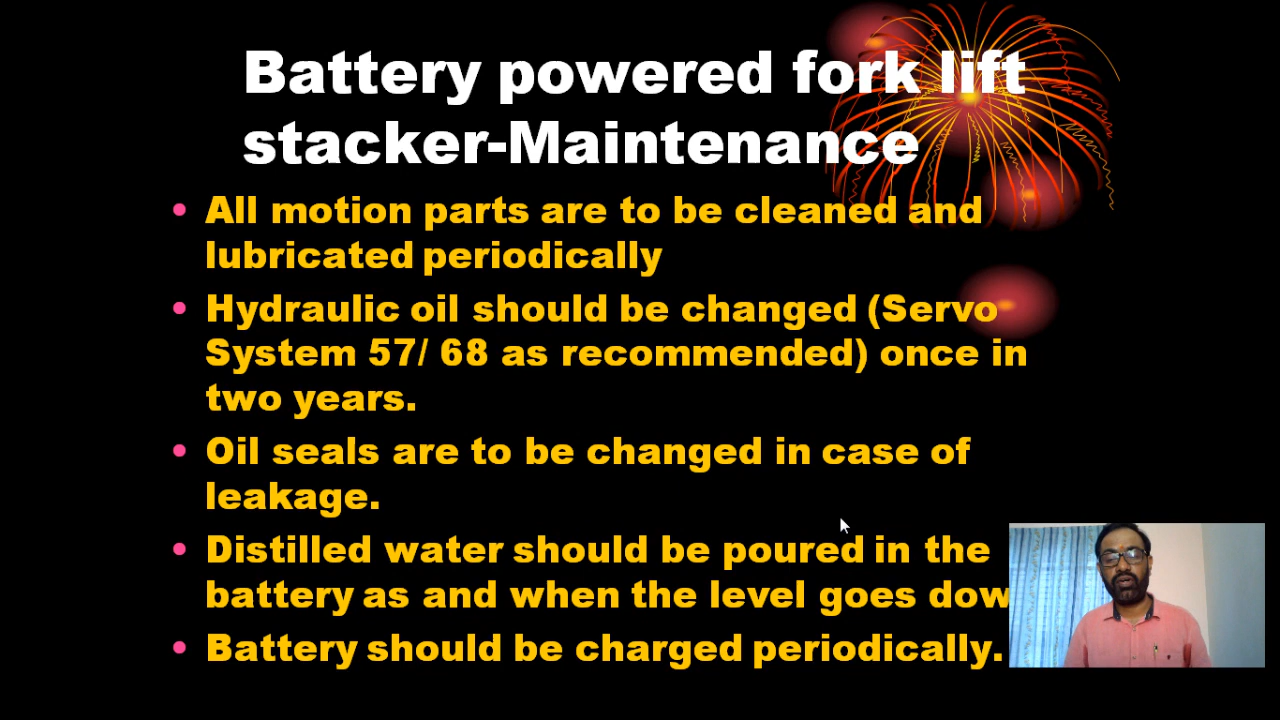 Battery powered fork lift
stacker-Maintenance
• All motion parts are to be cleaned and
lubricated periodically
• Hydraulic oil should be changed (Servo
System 57/ 68 as recommended) once in
two years.
• Oil seals are to be changed in case of
leakage.
• Distilled water should be poured in the
battery as and when the level goes dow
• Battery should be charged periodically.